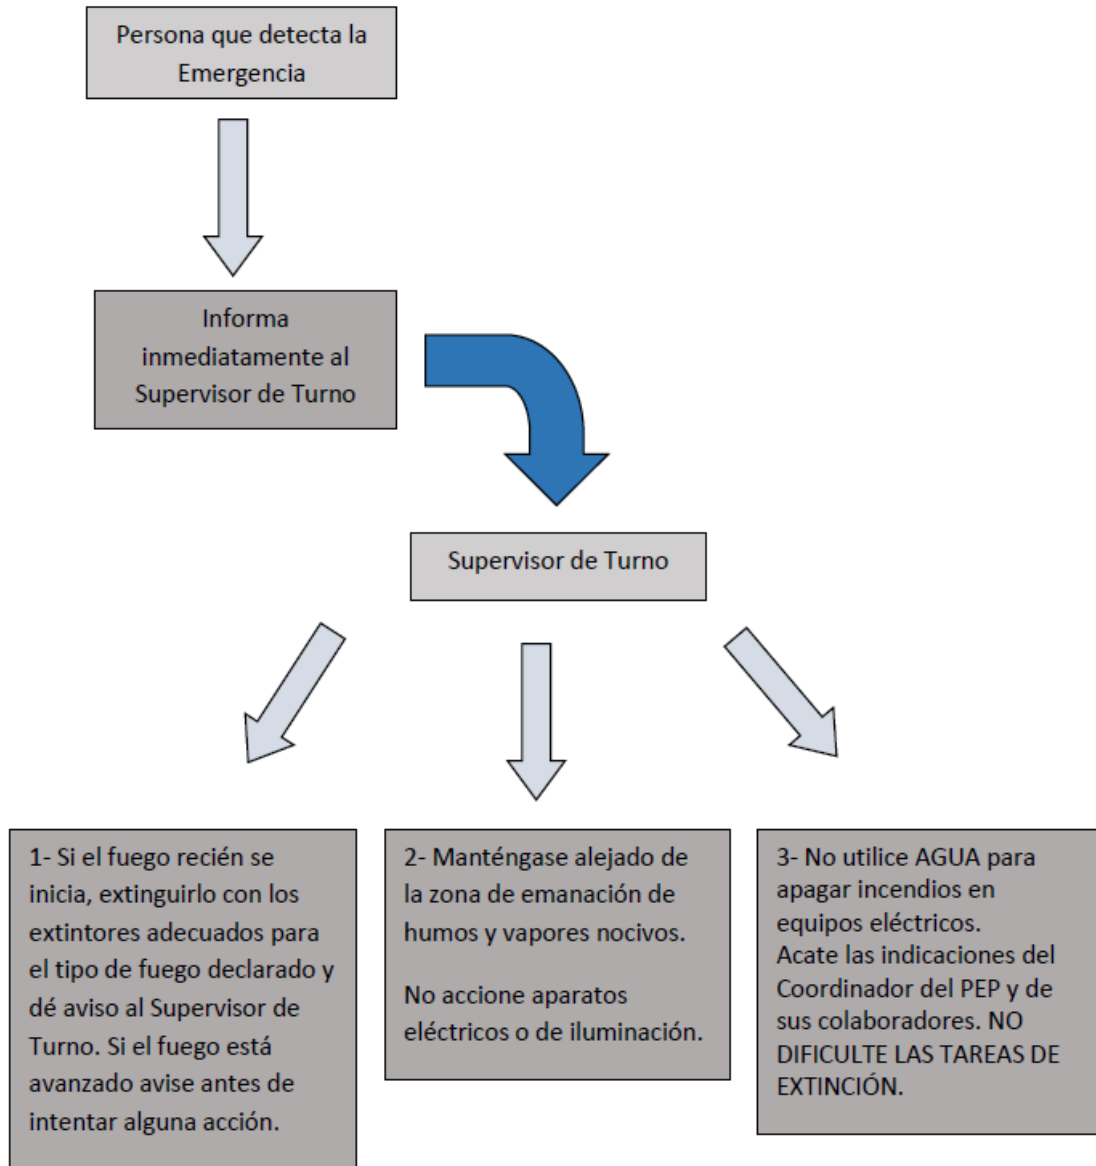 Persona que detecta la
Emergencia
Informa
inmediatamente al
Supervisor de Turno
Supervisor de Turno
1- Si el fuego recién se
inicia, extinguirlo con los
extintores adecuados para
el tipo de fuego declarado y
dé aviso al Supervisor de
Turno. Si el fuego está
avanzado avise antes de
intentar alguna acción.
2- Manténgase alejado de
la zona de emanación de
humos y vapores nocivos.
No accione aparatos
eléctricos o de iluminación.
3- No utilice AGUA para
apagar incendios en
equipos eléctricos.
Acate las indicaciones del
Coordinador del PEP y de
sus colaboradores. NO
DIFICULTE LAS TAREAS DE
EXTINCIÓN.